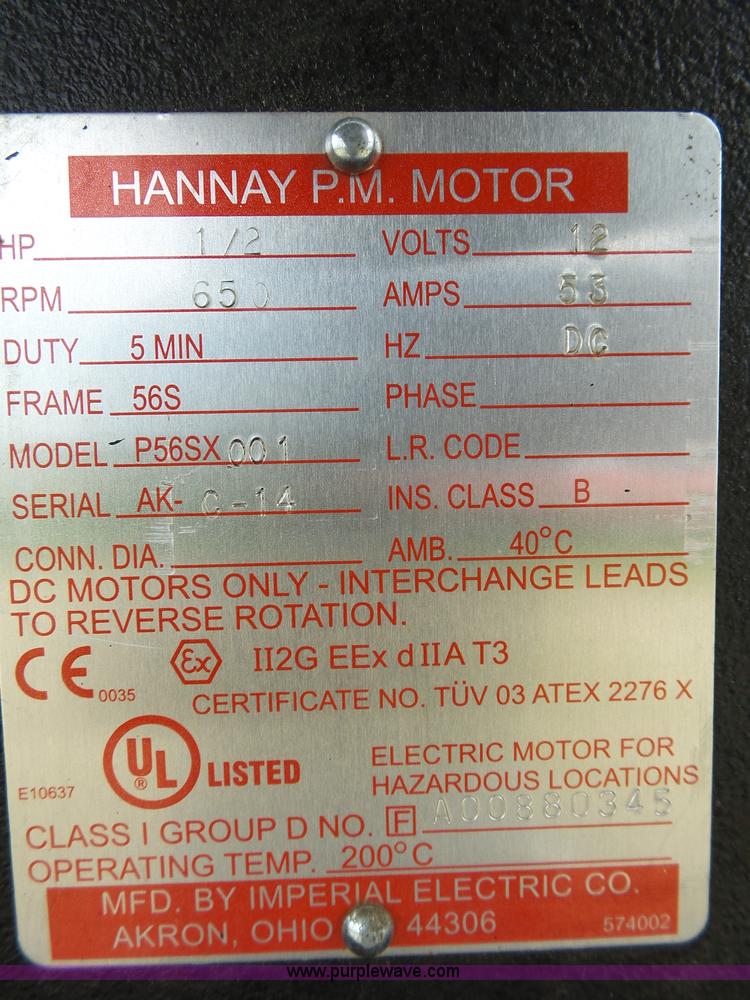 HANNAY P.M. MOTOR
HP 1/2 VOLTS 12
RPM 650 AMPS 53
DUTY 5 MIN HZ DC
FRAME 56S PHASE
MODEL P56SX 001 L.R. CODE
SERIAL AK- C-14 INS. CLASS B
CONN. DIA. AMB. 40°C
DC MOTORS ONLY - INTERCHANGE LEADS
TO REVERSE ROTATION.
CE 0035 Ex II2G EEx d IIA T3
CERTIFICATE NO. TÜV 03 ATEX 2276 X
E10637 UL ® LISTED ELECTRIC MOTOR FOR
HAZARDOUS LOCATIONS
CLASS I GROUP D NO. F A00880345
OPERATING TEMP. 200°C
MFD. BY IMPERIAL ELECTRIC CO.
AKRON, OHIO 44306 574002
www.purplewave.com